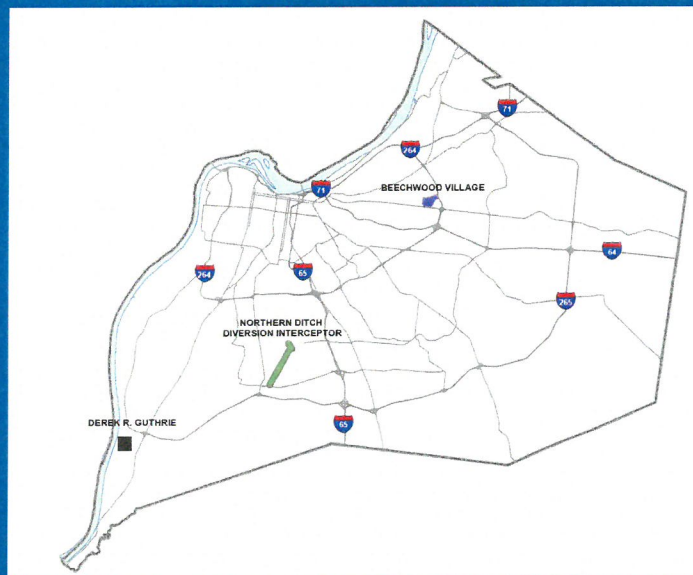 71
264
BEECHWOOD VILLAGE
71
64
264
65
265
NORTHERN DITCH
DIVERSION INTERCEPTOR
DEREK R. GUTHRIE
65